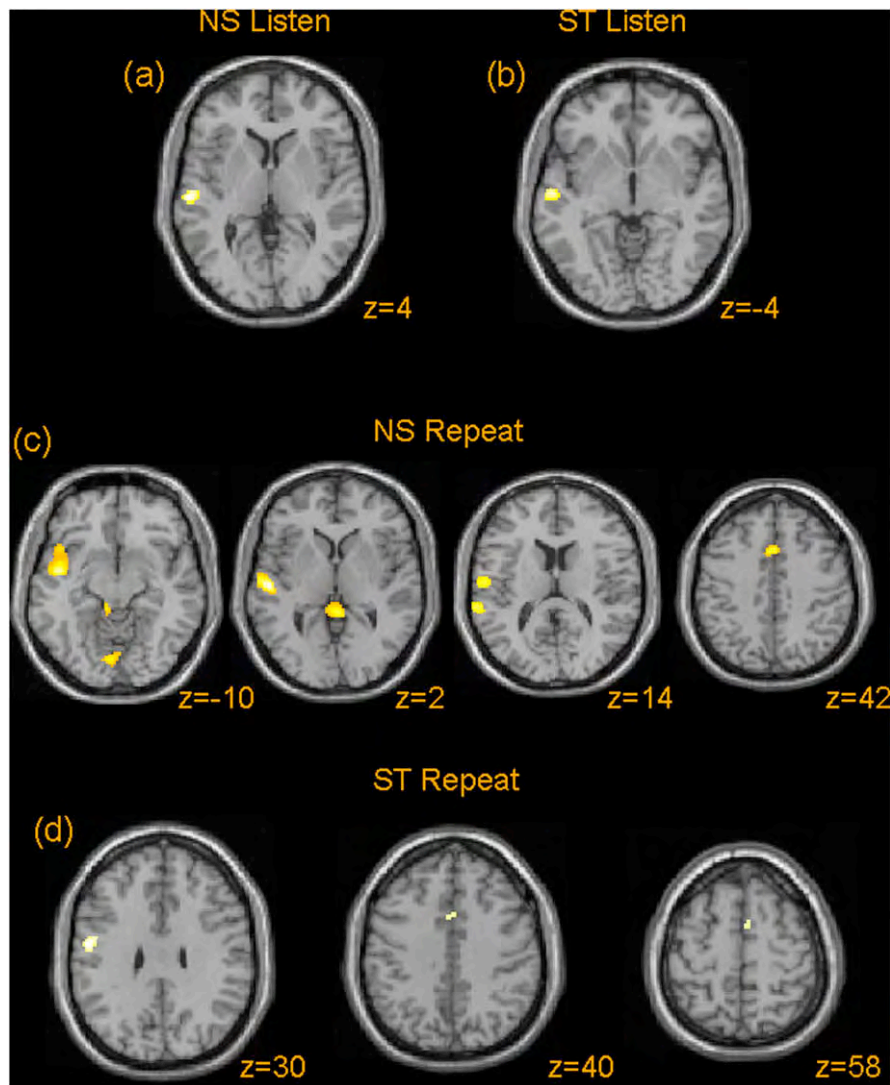 NS Listen
ST Listen
(a)
(b)
z=4
z=-4
NS Repeat
(c)
z=-10
z=2
z=14
z=42
ST Repeat
(d)
z=30
z=40
z=58